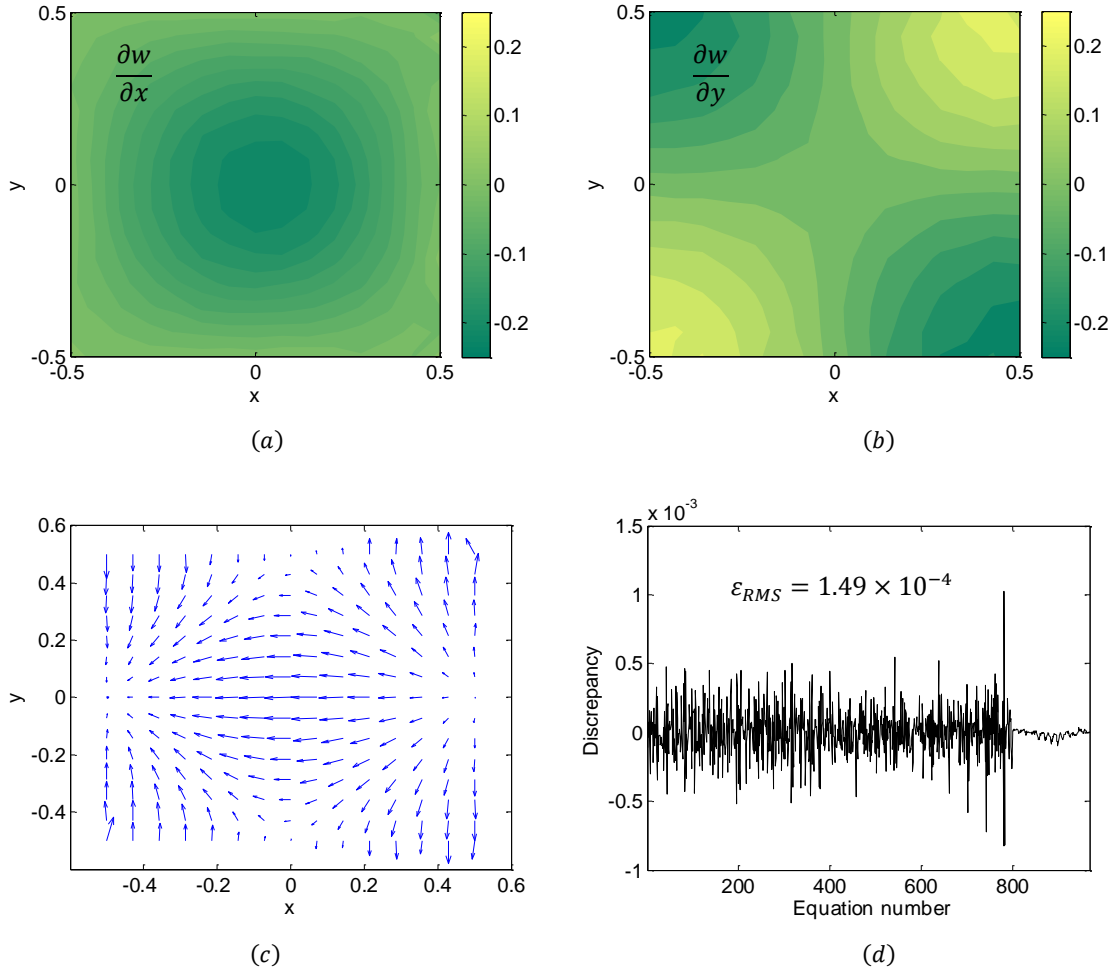 ∂w
∂x
0.5
0
-0.5
y
-0.5
0
0.5
x
0.2
0.1
0
-0.1
-0.2
(a)
∂w
∂y
0.5
0
-0.5
y
-0.5
0
0.5
x
0.2
0.1
0
-0.1
-0.2
(b)
0.6
0.4
0.2
0
-0.2
-0.4
y
-0.4
-0.2
0
0.2
0.4
0.6
x
(c)
x 10⁻³
1.5
1
0.5
0
-0.5
-1
Discrepancy
ε_RMS = 1.49 × 10⁻⁴
200
400
600
800
Equation number
(d)